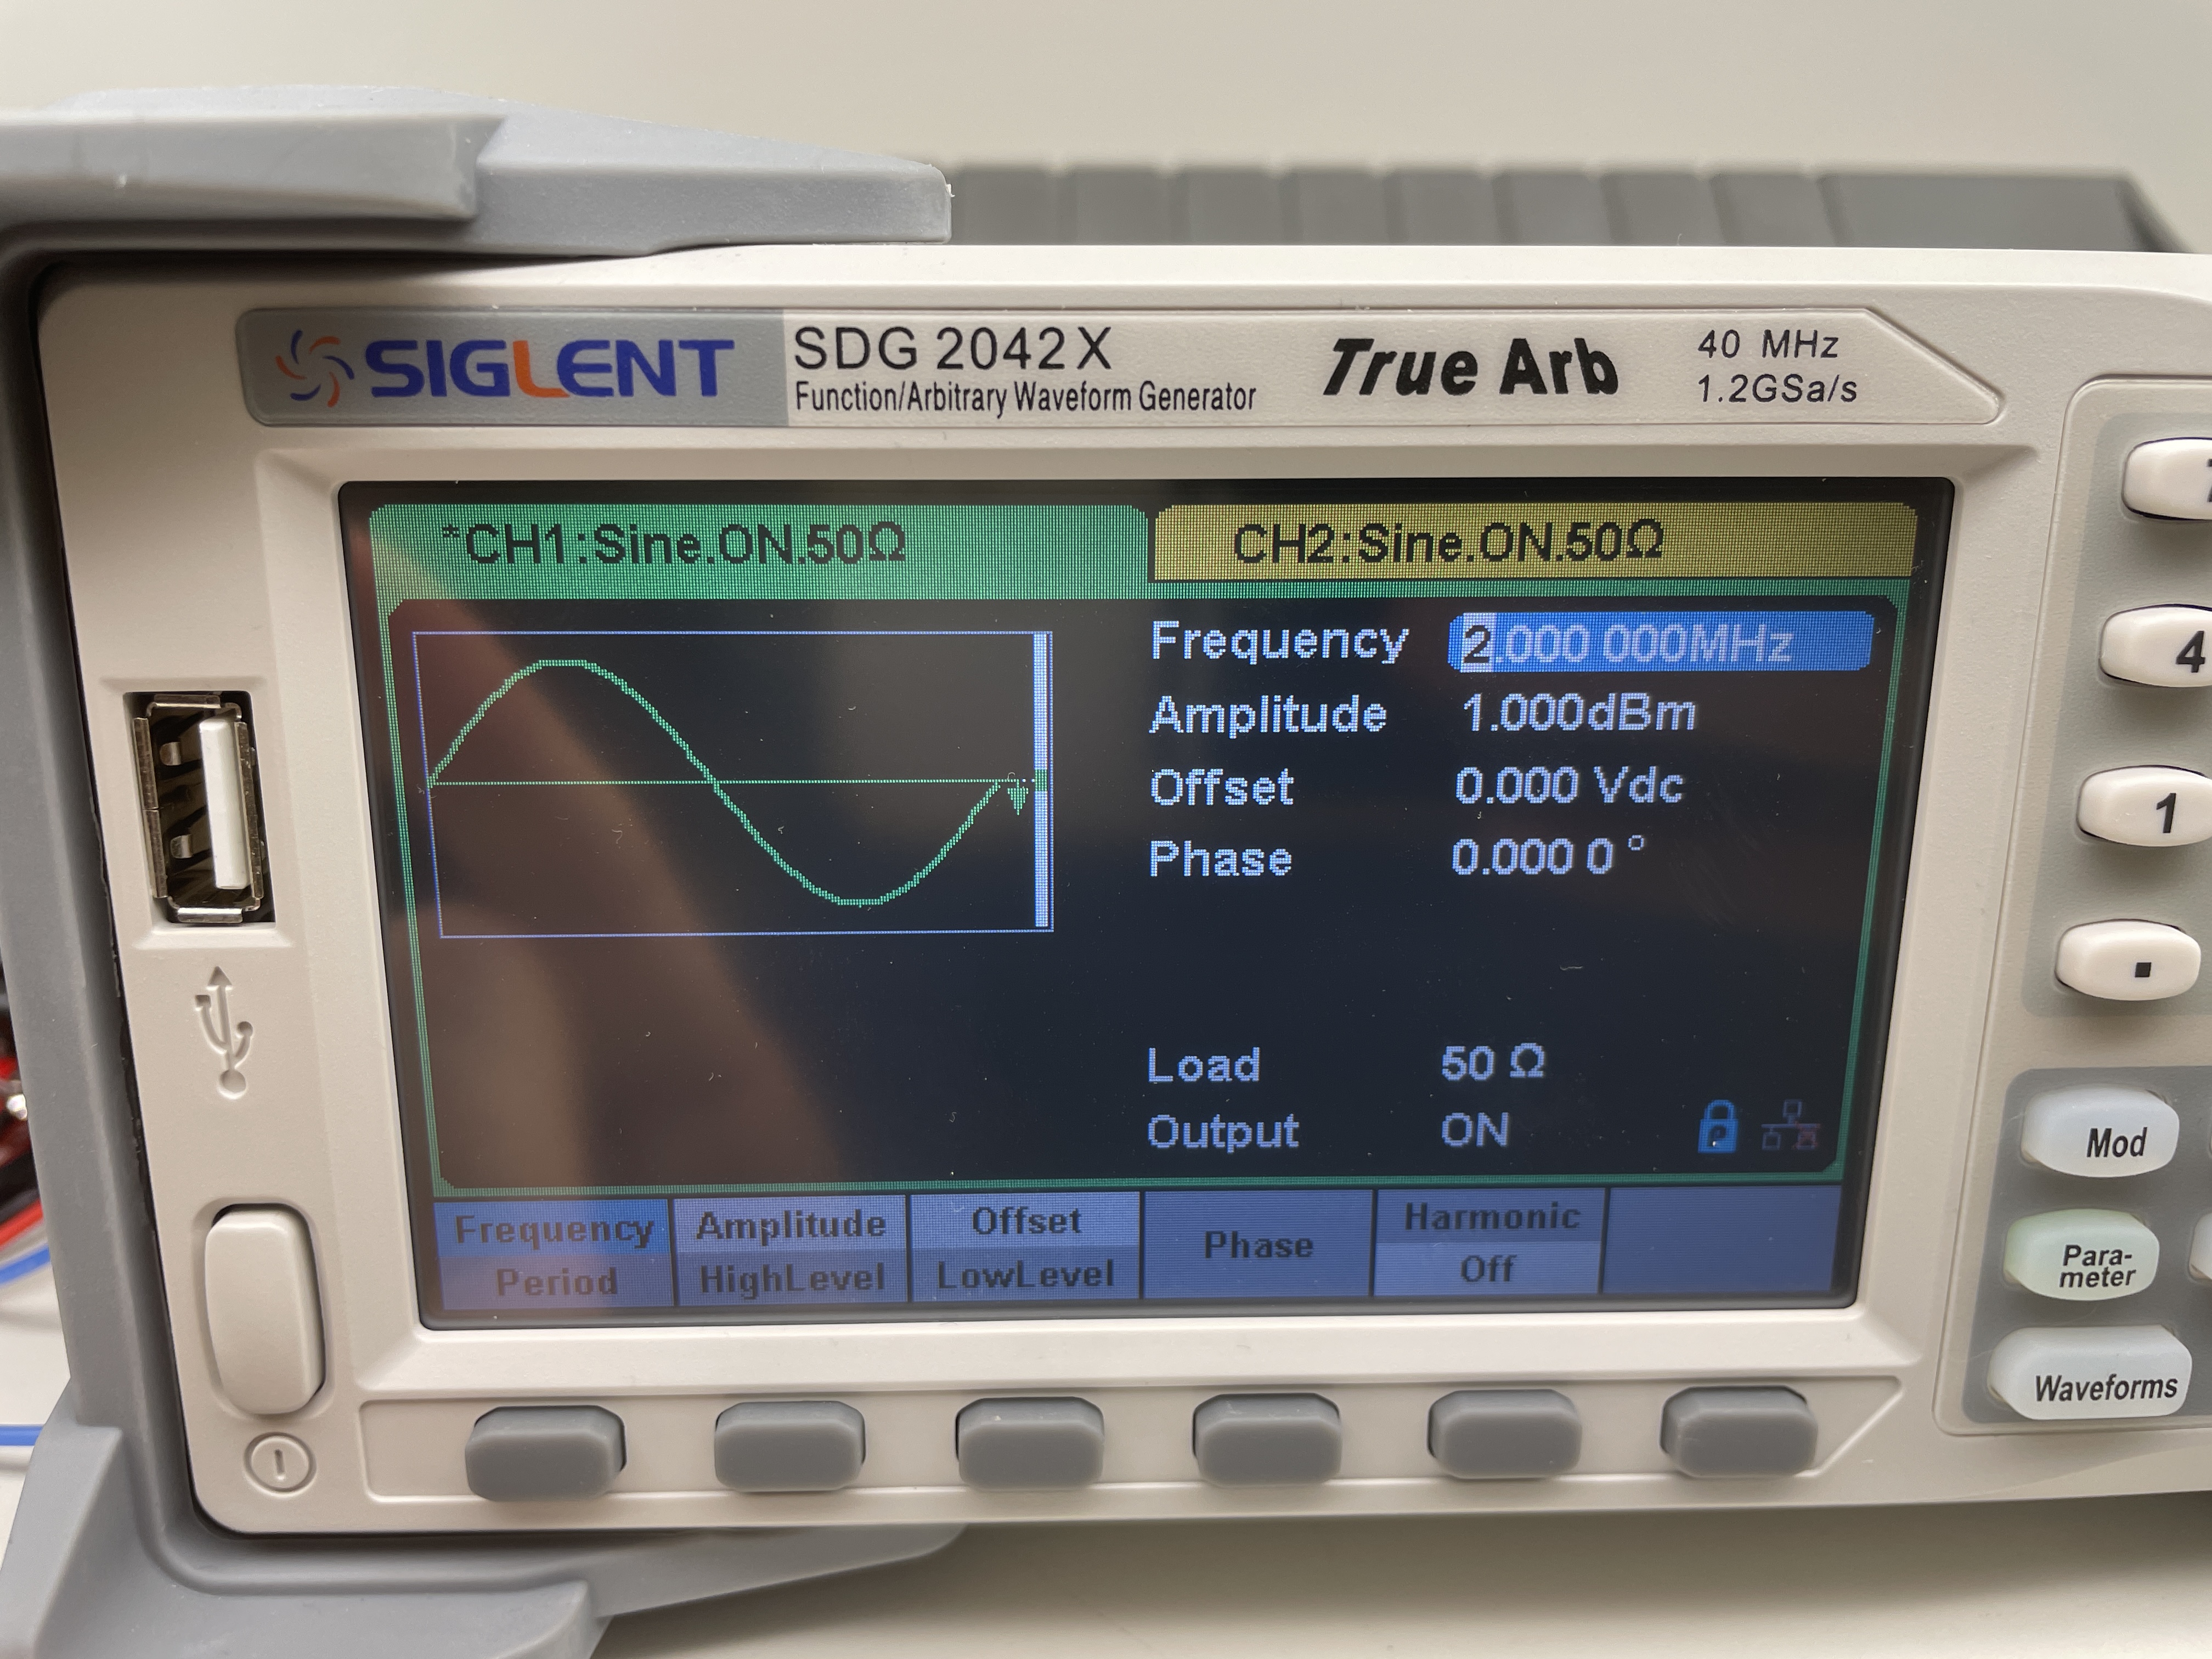 SIGLENT
SDG 2042X
Function/Arbitrary Waveform Generator
True Arb
40 MHz
1.2GSa/s
*CH1:Sine.ON.50Ω
CH2:Sine.ON.50Ω
Frequency 2.000 000MHz
Amplitude 1.000dBm
Offset 0.000 Vdc
Phase 0.000 0 °
Load 50 Ω
Output ON
Frequency
Period
Amplitude
HighLevel
Offset
LowLevel
Phase
Harmonic
Off
4
1
.
Mod
Para-
meter
Waveforms